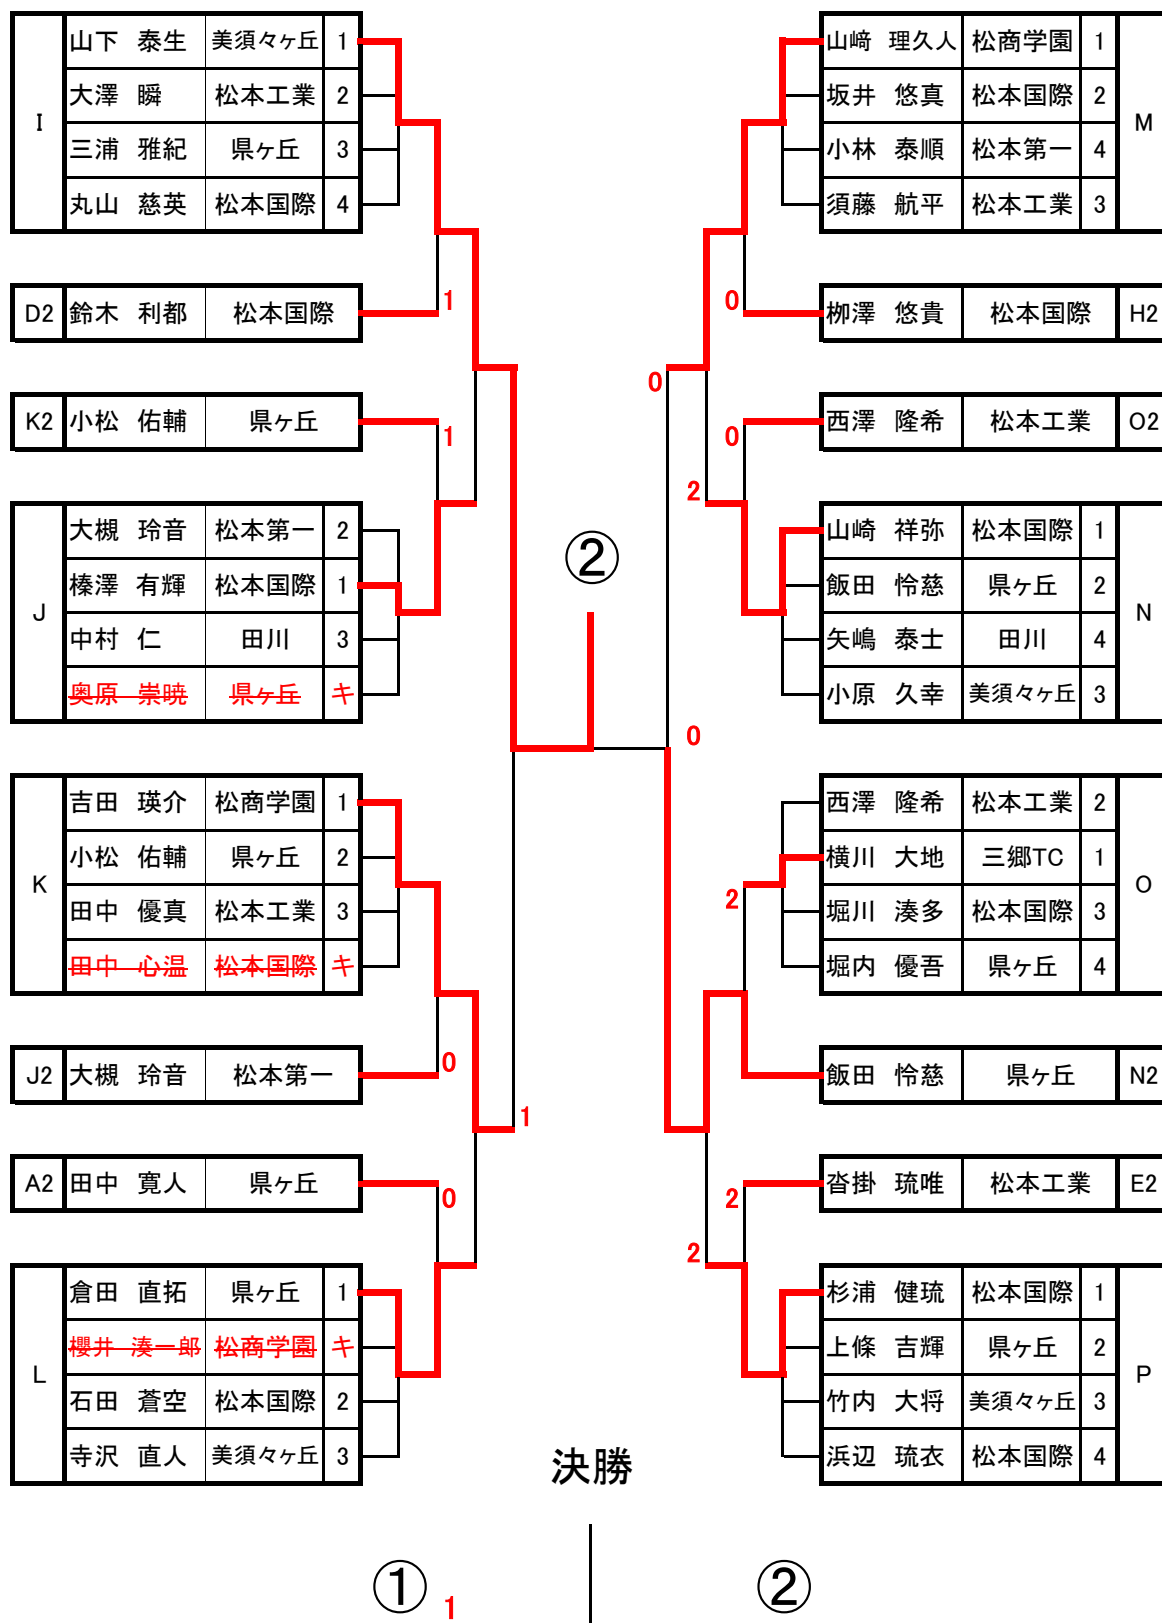 I
山下 泰生 美須々ヶ丘 1
大澤 瞬 松本工業 2
三浦 雅紀 県ヶ丘 3
丸山 慈英 松本国際 4
D2 鈴木 利都 松本国際
1
K2 小松 佑輔 県ヶ丘
1
J
大槻 玲音 松本第一 2
榛澤 有輝 松本国際 1
中村 仁 田川 3
奥原 崇暁 県ヶ丘 キ
K
吉田 瑛介 松商学園 1
小松 佑輔 県ヶ丘 2
田中 優真 松本工業 3
田中 心温 松本国際 キ
J2 大槻 玲音 松本第一
0
1
A2 田中 寛人 県ヶ丘
0
L
倉田 直拓 県ヶ丘 1
櫻井 湊一郎 松商学園 キ
石田 蒼空 松本国際 2
寺沢 直人 美須々ヶ丘 3
②
山﨑 理久人 松商学園 1
坂井 悠真 松本国際 2
小林 泰順 松本第一 4
須藤 航平 松本工業 3
M
0
栁澤 悠貴 松本国際 H2
0
0
西澤 隆希 松本工業 O2
2
山崎 祥弥 松本国際 1
飯田 怜慈 県ヶ丘 2
矢嶋 泰士 田川 4
小原 久幸 美須々ヶ丘 3
N
0
西澤 隆希 松本工業 2
横川 大地 三郷TC 1
堀川 湊多 松本国際 3
堀内 優吾 県ヶ丘 4
O
2
飯田 怜慈 県ヶ丘 N2
2
沓掛 琉唯 松本工業 E2
2
杉浦 健琉 松本国際 1
上條 吉輝 県ヶ丘 2
竹内 大将 美須々ヶ丘 3
浜辺 琉衣 松本国際 4
P
決勝
① 1 ②